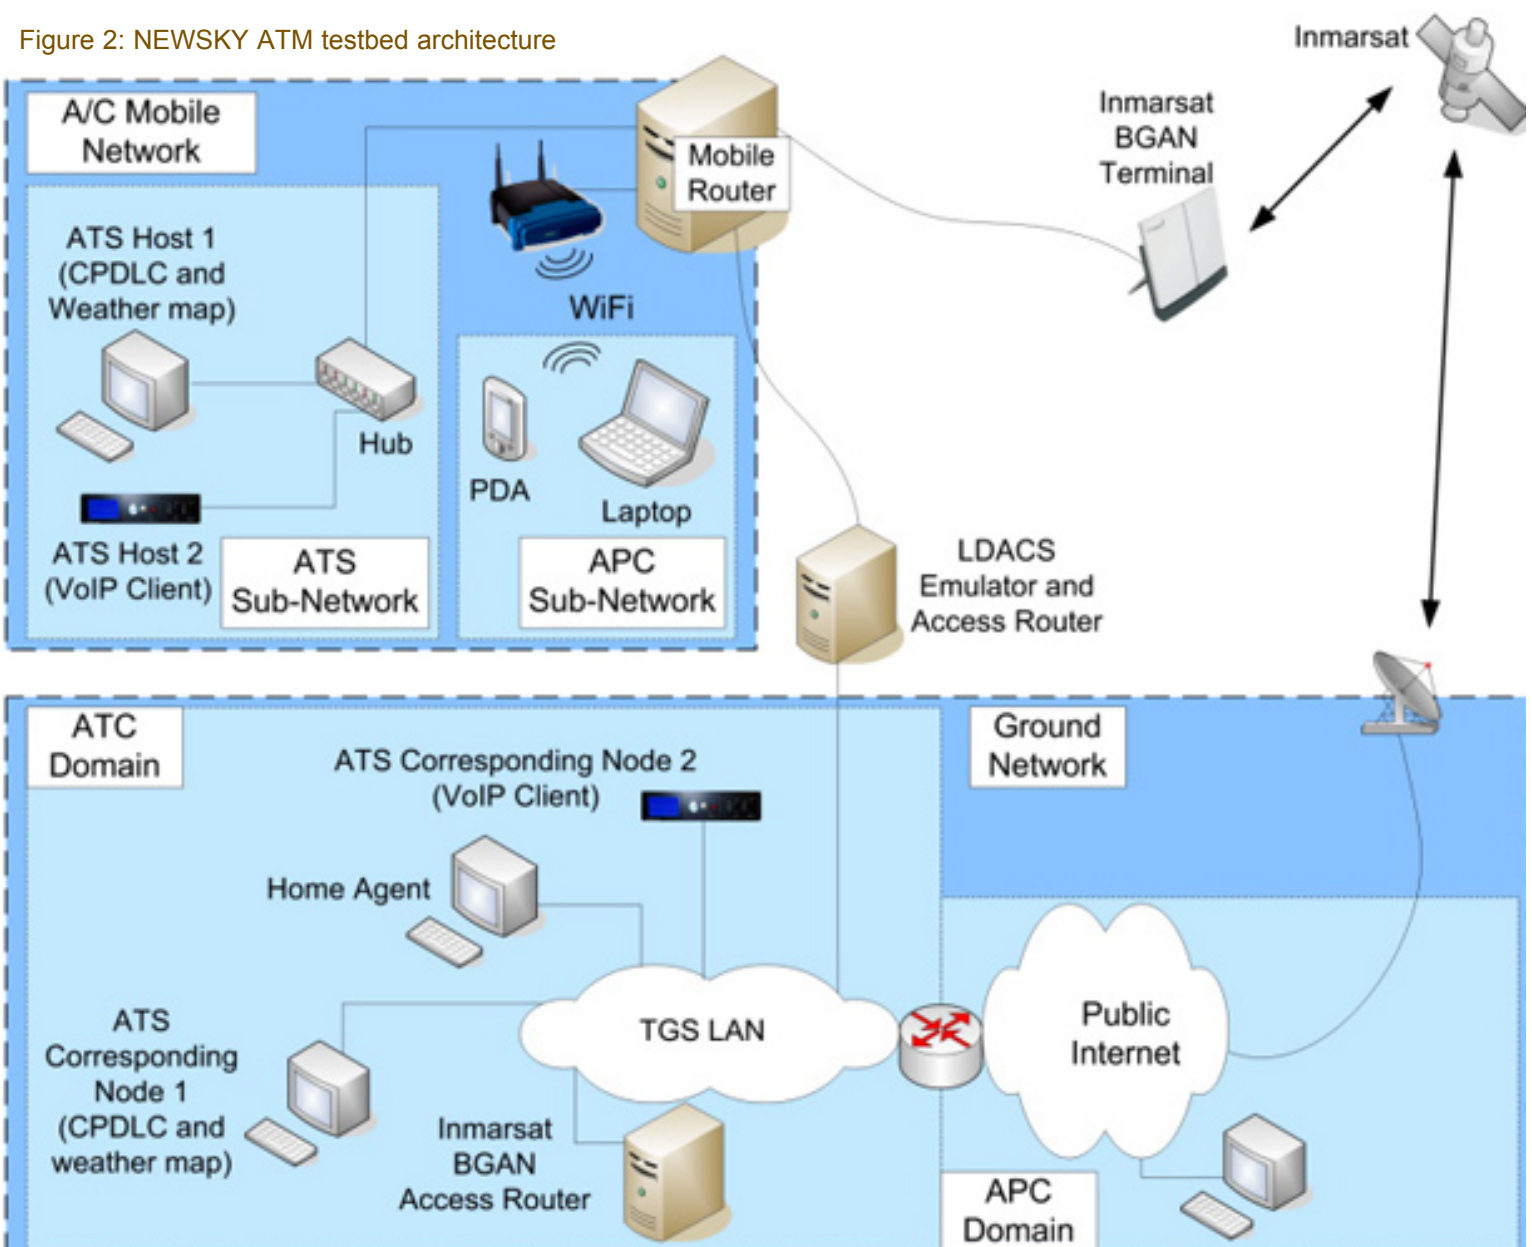 Figure 2: NEWSKY ATM testbed architecture
Inmarsat
A/C Mobile
Network
Mobile
Router
Inmarsat
BGAN
Terminal
ATS Host 1
(CPDLC and
Weather map)
WiFi
Hub
PDA
Laptop
ATS Host 2
(VoIP Client)
ATS
Sub-Network
APC
Sub-Network
LDACS
Emulator and
Access Router
ATC
Domain
ATS Corresponding Node 2
(VoIP Client)
Ground
Network
Home Agent
TGS LAN
Public
Internet
ATS
Corresponding
Node 1
(CPDLC and
weather map)
Inmarsat
BGAN
Access Router
APC
Domain